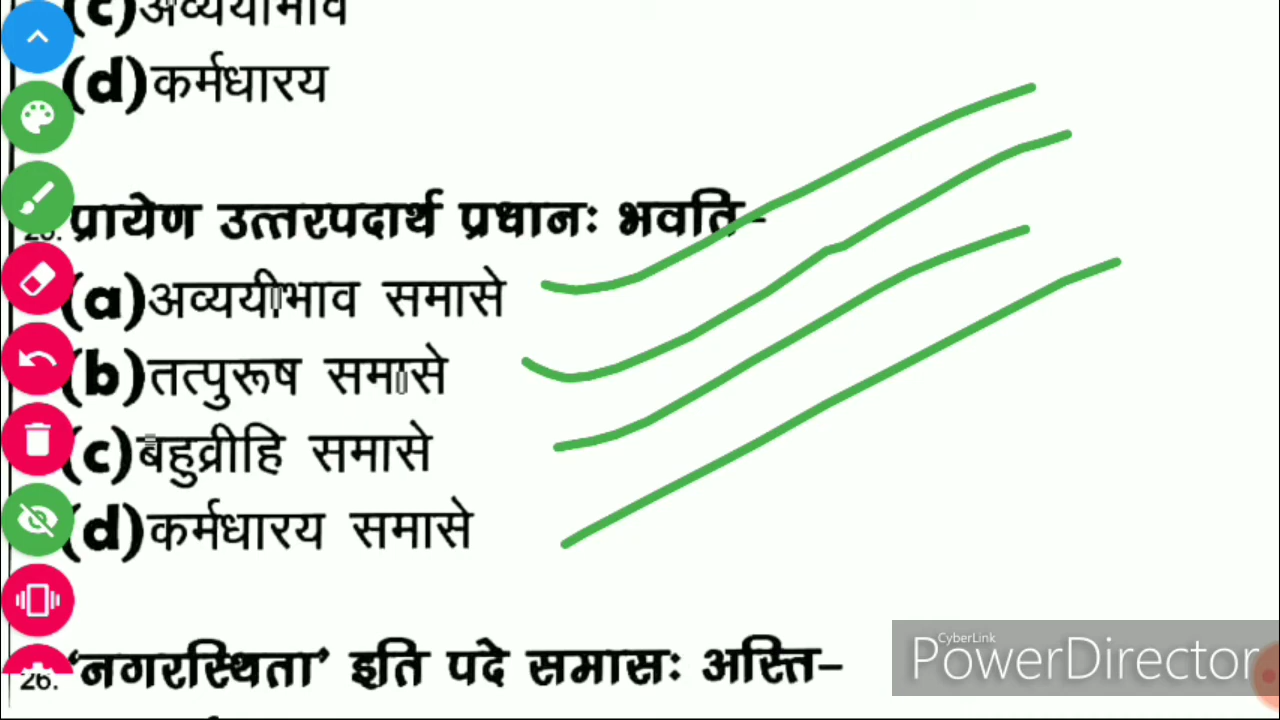 (c)अव्ययीभाव
(d)कर्मधारय
25. प्रायेण उत्तरपदार्थ प्रधानः भवति–
(a)अव्ययीभाव समासे
(b)तत्पुरूष समासे
(c)बहुव्रीहि समासे
(d)कर्मधारय समासे
26. ‘नगरस्थिता’ इति पदे समासः अस्ति–
CyberLink
PowerDirector